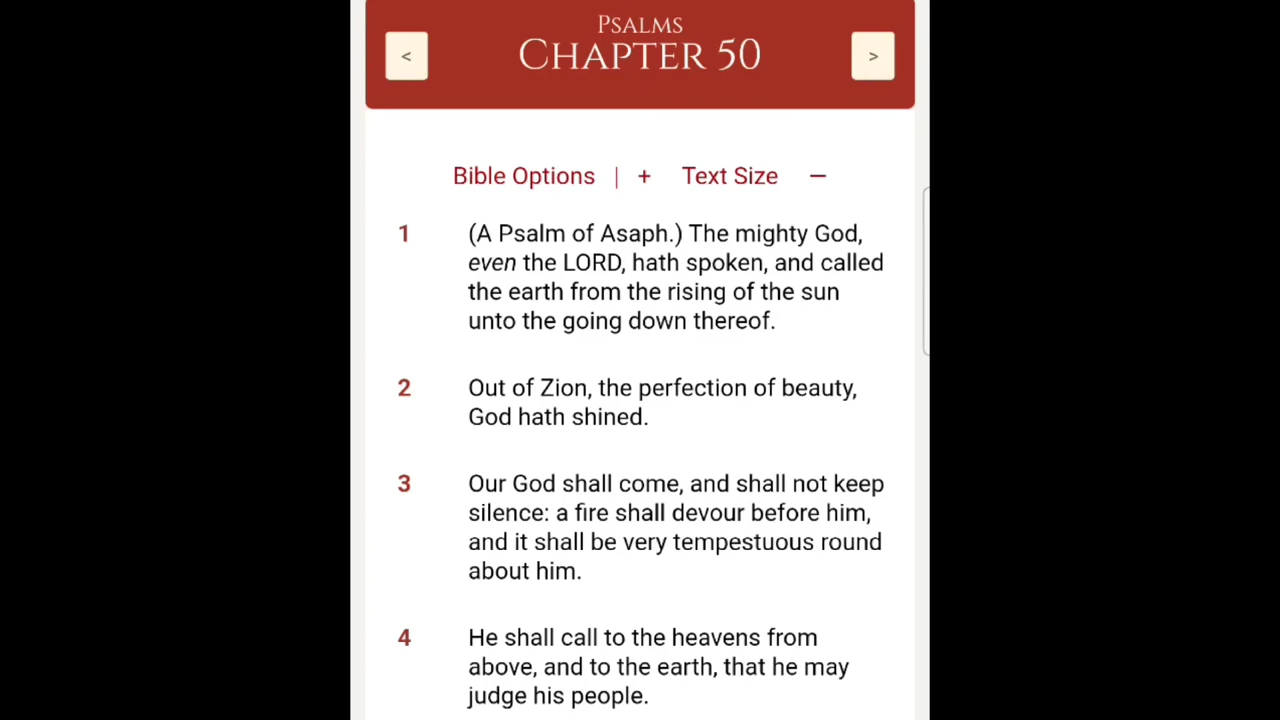 PSALMS
CHAPTER 50
<
>
Bible Options | + Text Size −
1 (A Psalm of Asaph.) The mighty God,
even the LORD, hath spoken, and called
the earth from the rising of the sun
unto the going down thereof.
2 Out of Zion, the perfection of beauty,
God hath shined.
3 Our God shall come, and shall not keep
silence: a fire shall devour before him,
and it shall be very tempestuous round
about him.
4 He shall call to the heavens from
above, and to the earth, that he may
judge his people.